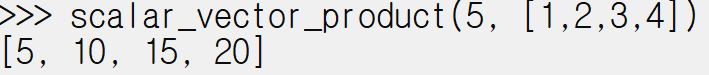 >>> scalar_vector_product(5, [1,2,3,4])
[5, 10, 15, 20]